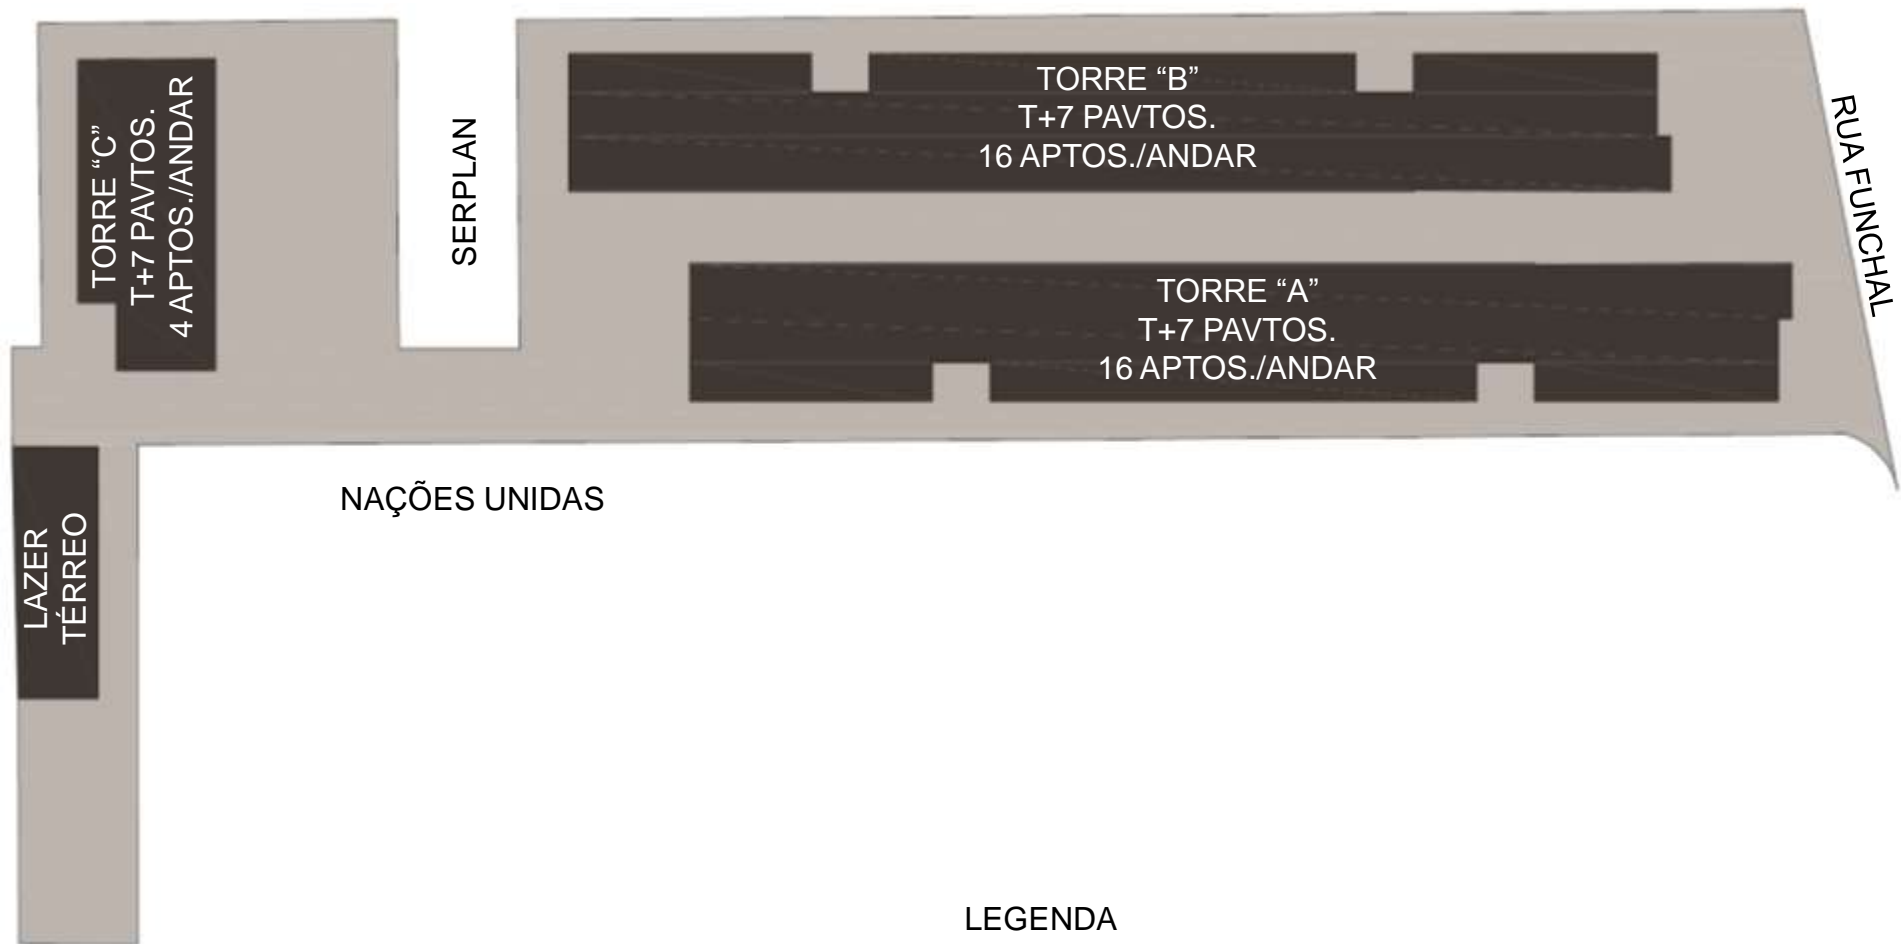 TORRE “C”
T+7 PAVTOS.
4 APTOS./ANDAR
SERPLAN
TORRE “B”
T+7 PAVTOS.
16 APTOS./ANDAR
RUA FUNCHAL
TORRE “A”
T+7 PAVTOS.
16 APTOS./ANDAR
NAÇÕES UNIDAS
LAZER
TÉRREO
LEGENDA